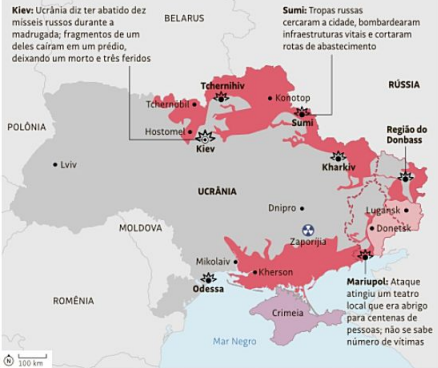 Kiev: Ucrânia diz ter abatido dez
mísseis russos durante a
madrugada; fragmentos de um
deles caíram em um prédio,
deixando um morto e três feridos
BELARUS
Sumi: Tropas russas
cercaram a cidade, bombardearam
infraestruturas vitais e cortaram
rotas de abastecimento
RÚSSIA
Tchernihiv
Tchernobil
Konotop
POLÔNIA
Hostomel
Sumi
Kiev
Região do
Donbass
Kharkiv
Lviv
UCRÂNIA
Dnipro
Lugansk
Donetsk
MOLDOVA
Zaporíjia
Mikolaiv
Kherson
Odessa
Mariupol: Ataque
atingiu um teatro
local que era abrigo
para centenas de
pessoas; não se sabe
número de vítimas
ROMÊNIA
Crimeia
Mar Negro
N
100 km